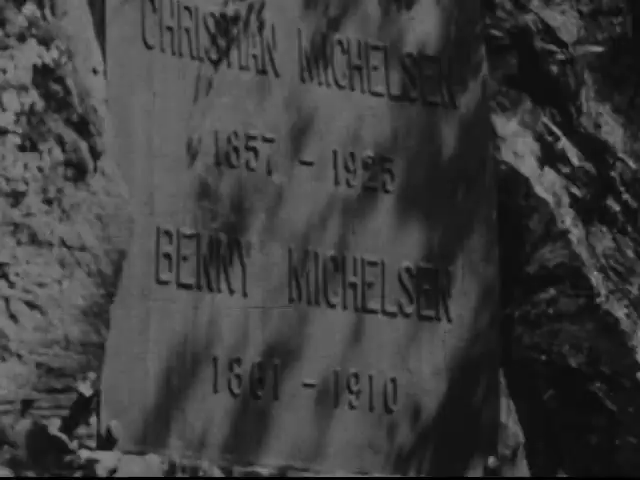 CHRISTIAN MICHELSEN
1857 - 1925
BENNY MICHELSEN
1861 - 1910